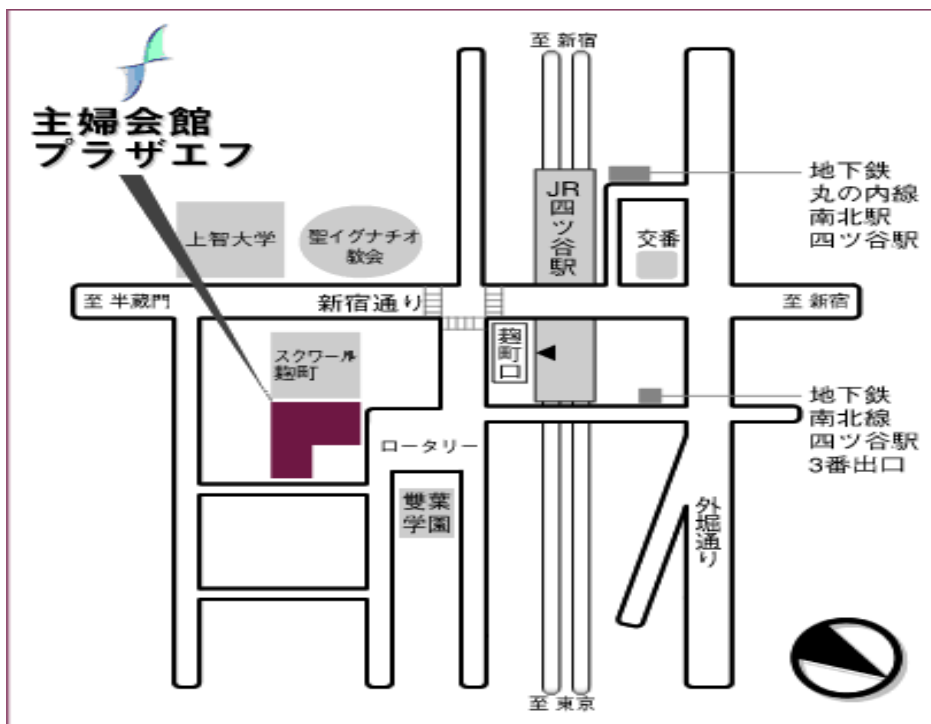 至 新宿
主婦会館
プラザエフ
JR
四ツ谷駅
地下鉄
丸の内線
南北駅
四ツ谷駅
上智大学
聖イグナチオ
教会
交番
至 半蔵門
新宿通り
至 新宿
麹町口
スクワール
麹町
地下鉄
南北線
四ツ谷駅
3番出口
ロータリー
雙葉
学園
外堀通り
至 東京